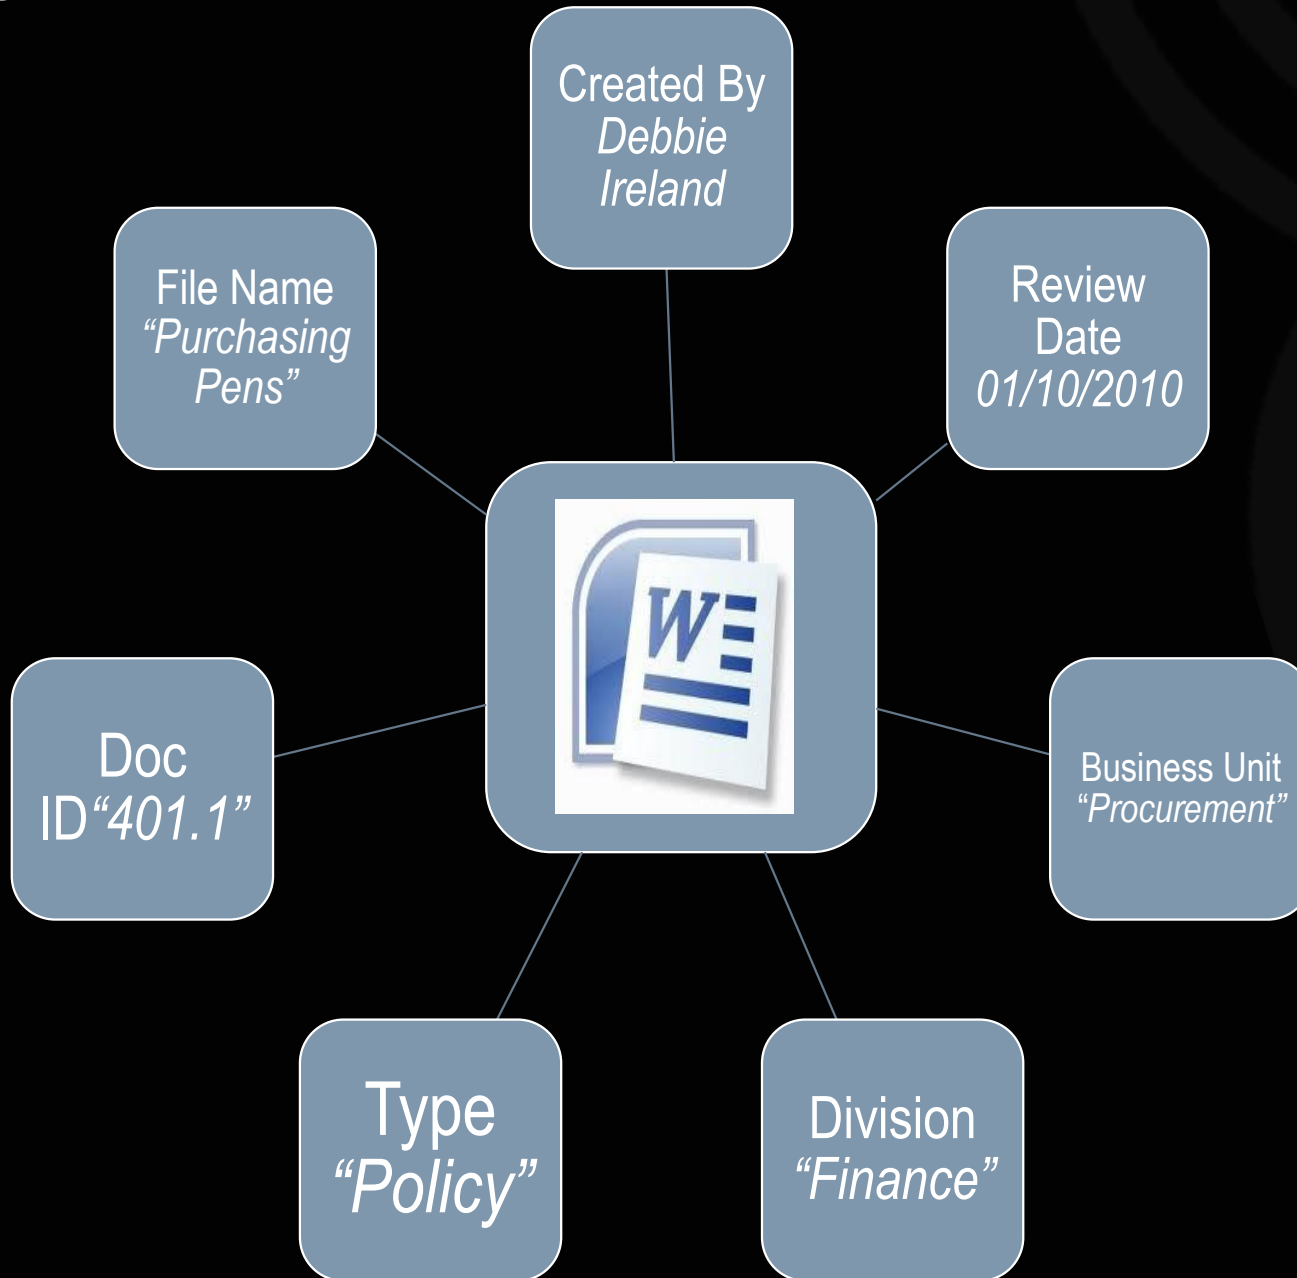 Created By
Debbie
Ireland
File Name
“Purchasing
Pens”
Review
Date
01/10/2010
W
Doc
ID“401.1”
Business Unit
“Procurement”
Type
“Policy”
Division
“Finance”